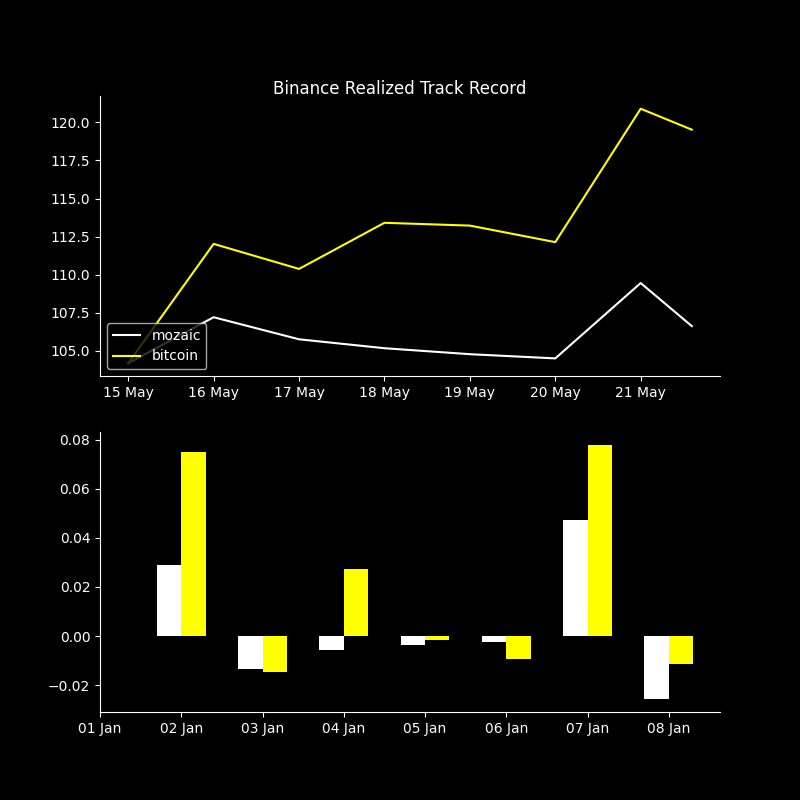 Binance Realized Track Record
120.0
117.5
115.0
112.5
110.0
107.5
105.0
mozaic
bitcoin
15 May 16 May 17 May 18 May 19 May 20 May 21 May
0.08
0.06
0.04
0.02
0.00
−0.02
01 Jan 02 Jan 03 Jan 04 Jan 05 Jan 06 Jan 07 Jan 08 Jan